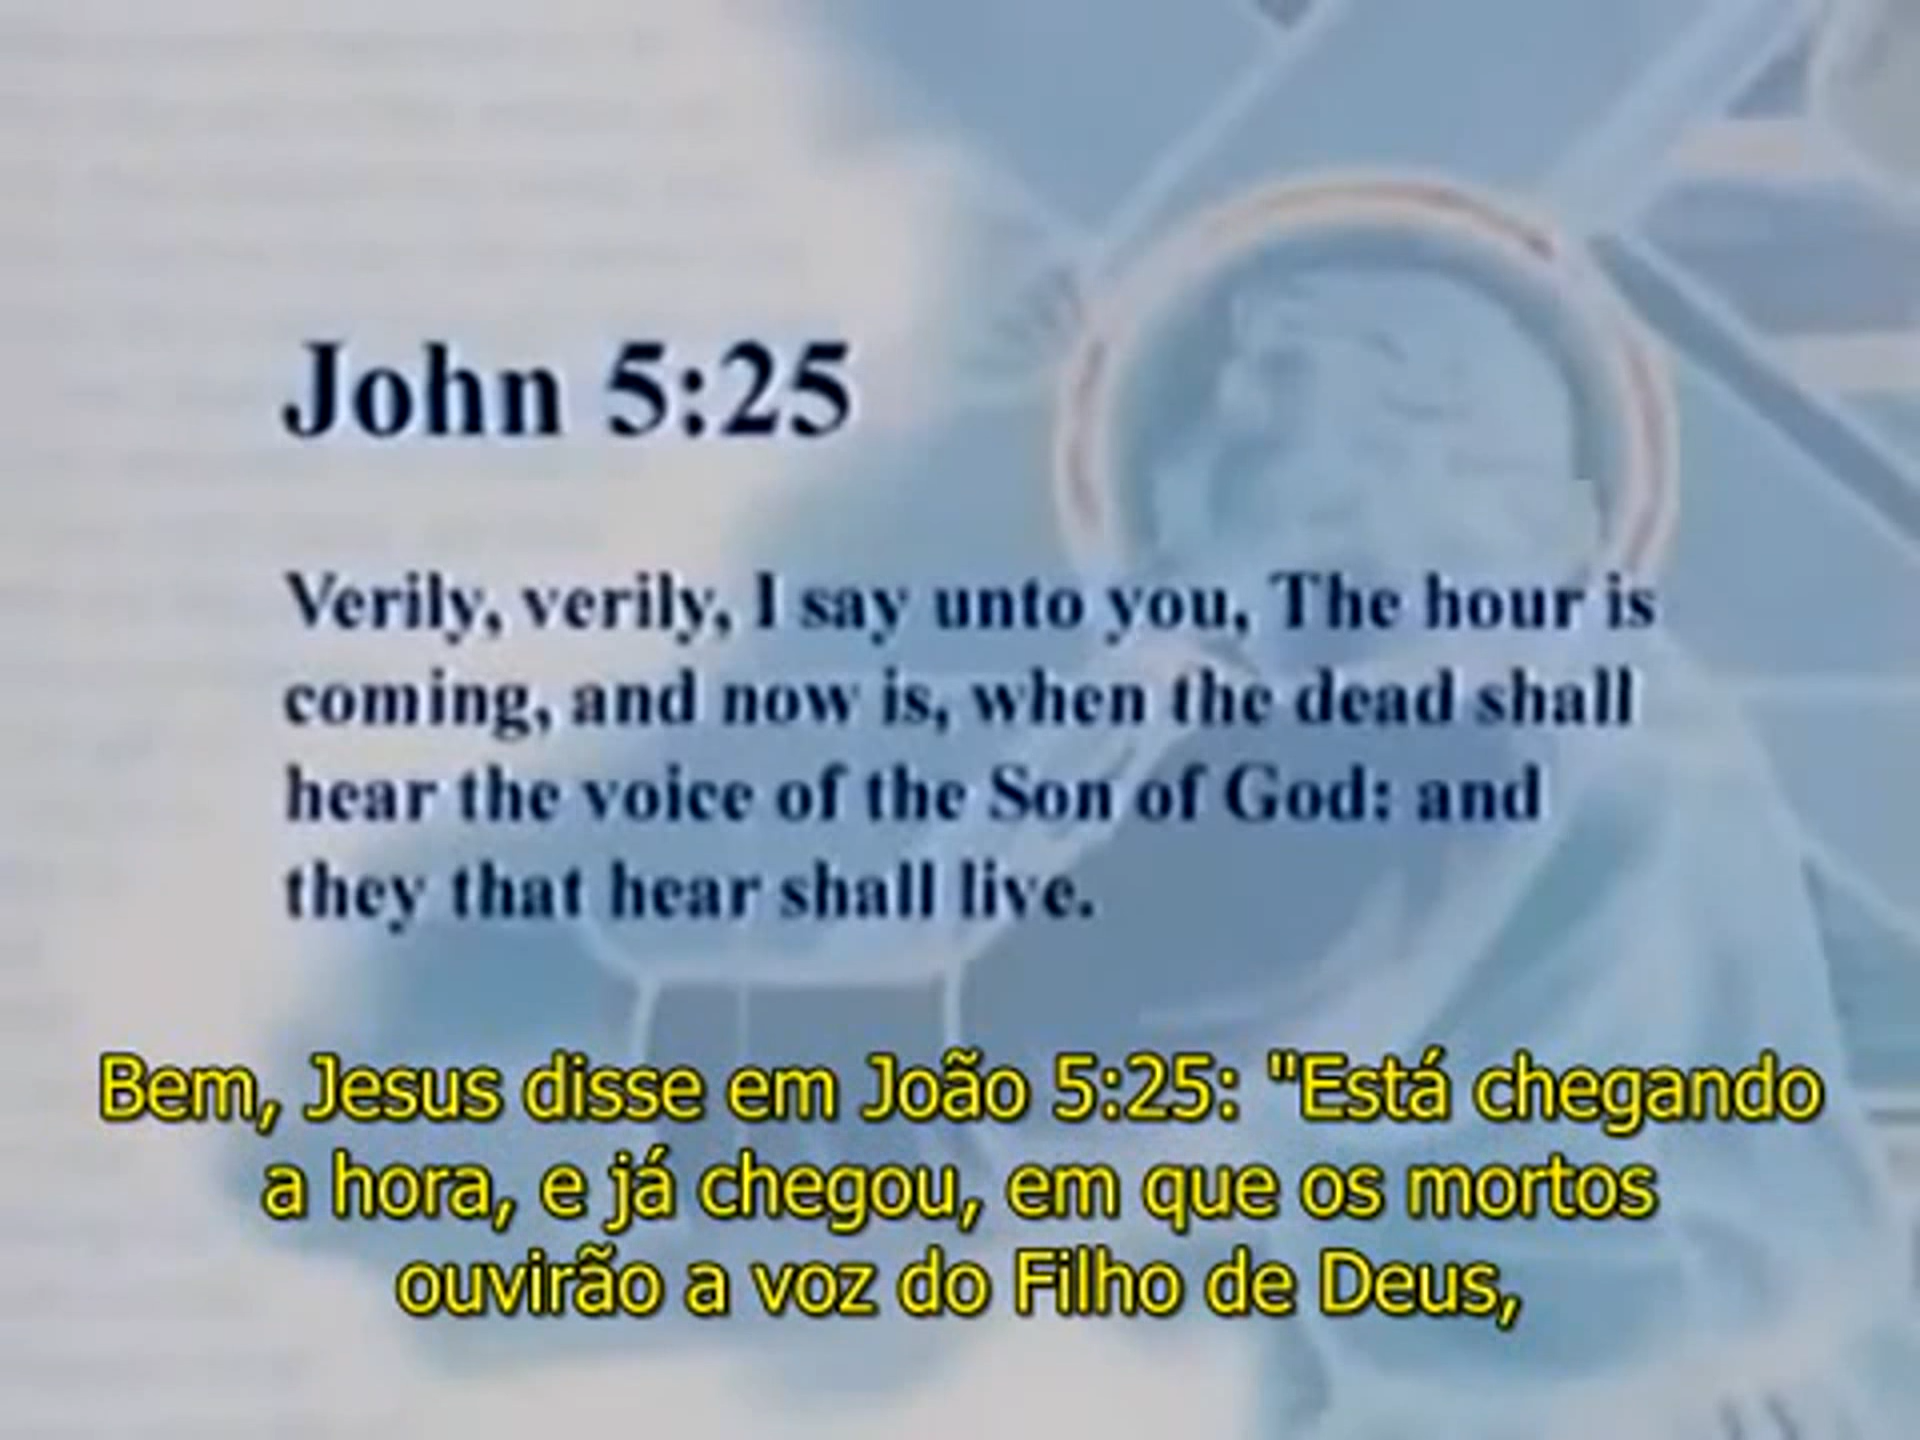 John 5:25
Verily, verily, I say unto you, The hour is
coming, and now is, when the dead shall
hear the voice of the Son of God: and
they that hear shall live.
Bem, Jesus disse em João 5:25: "Está chegando
a hora, e já chegou, em que os mortos
ouvirão a voz do Filho de Deus,